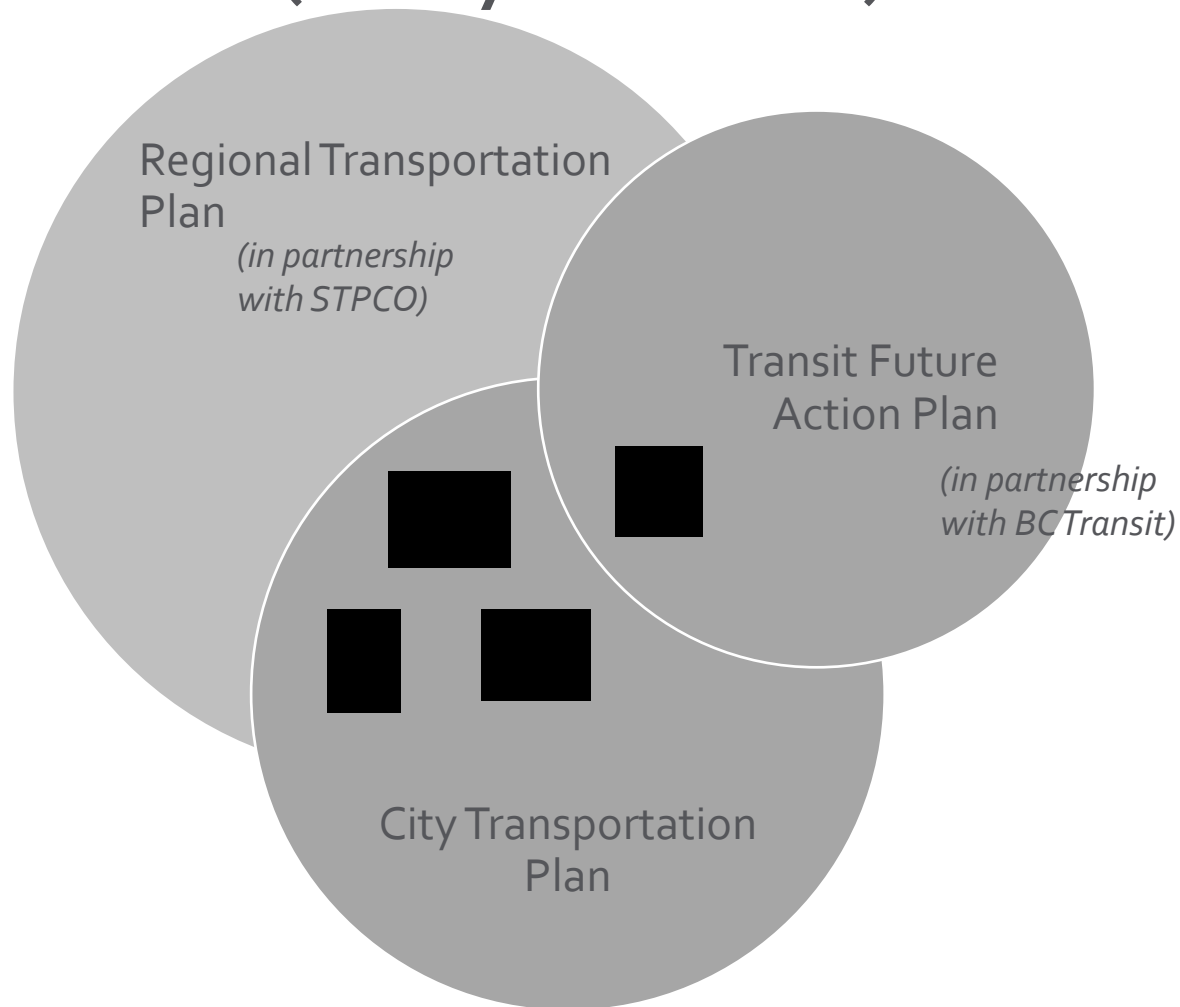 Regional Transportation
Plan
(in partnership
with STPCO)
Transit Future
Action Plan
(in partnership
with BC Transit)
City Transportation
Plan